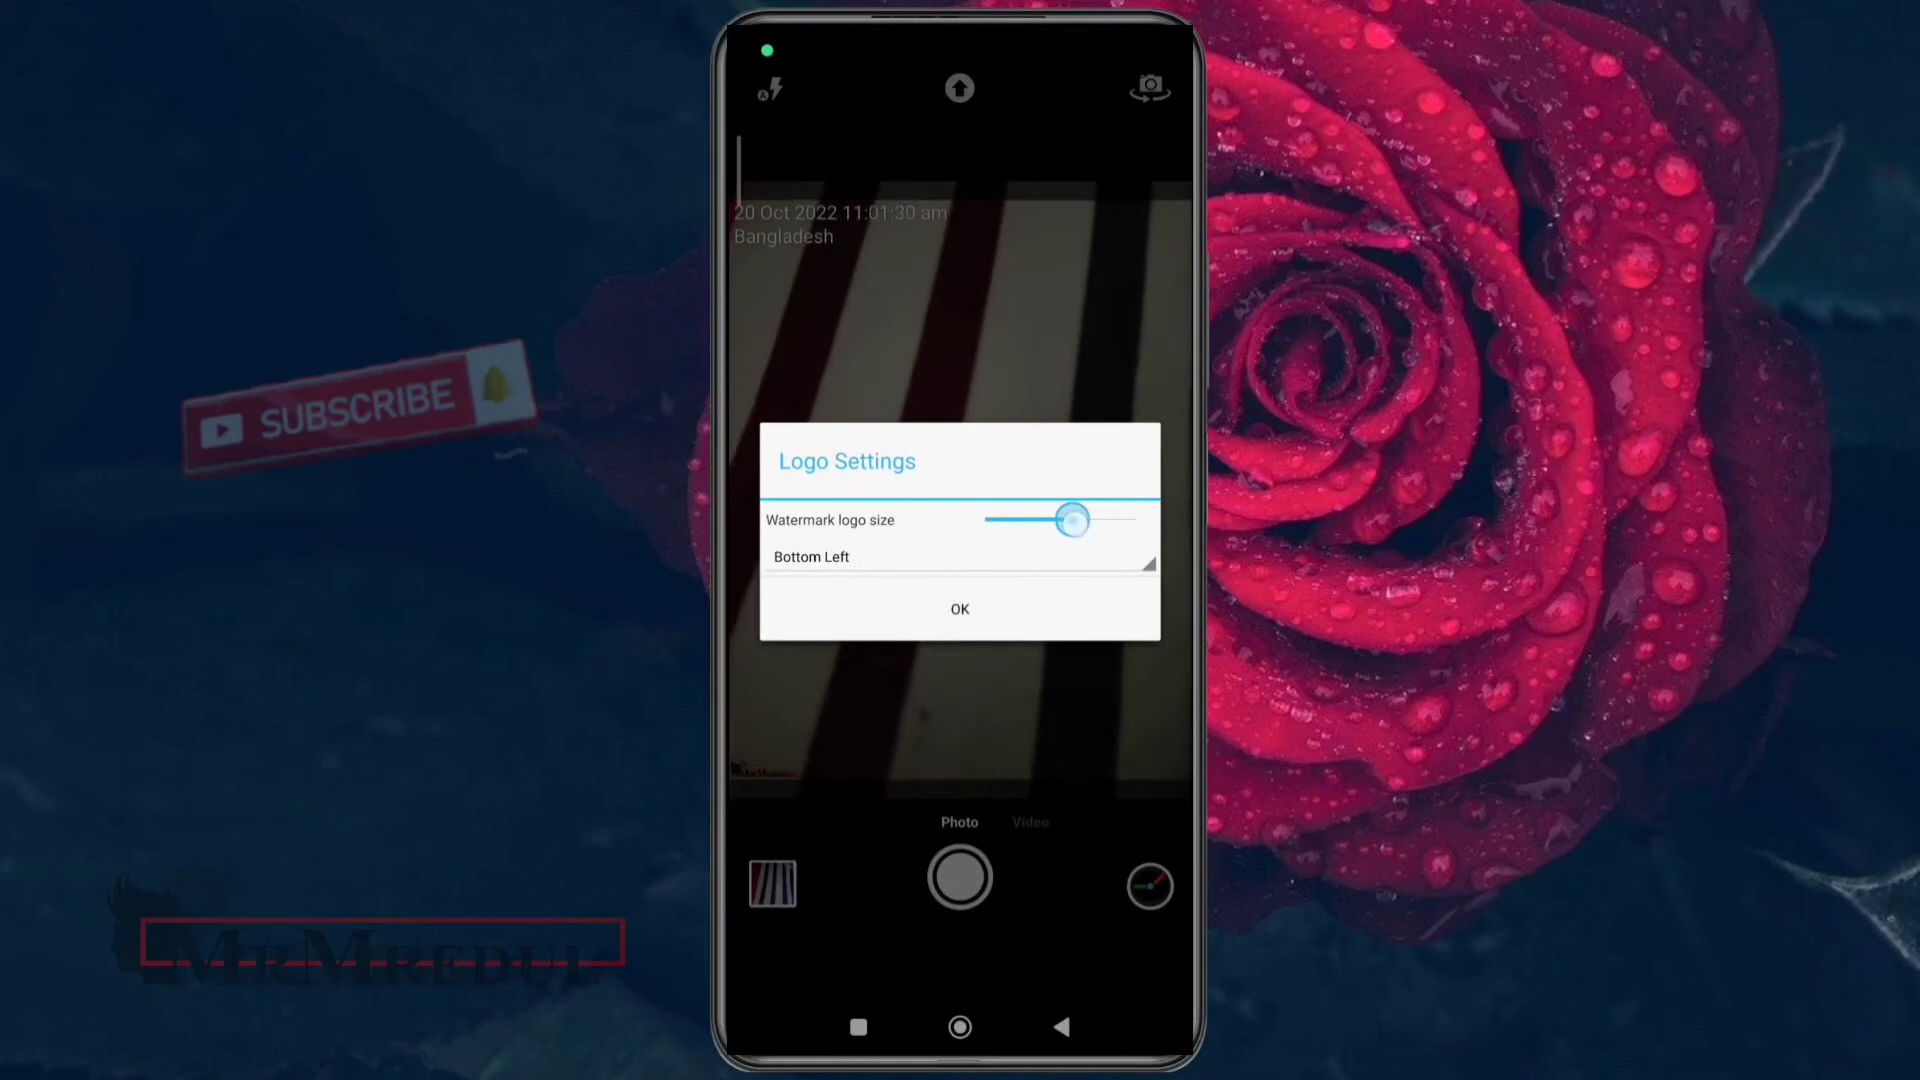 20 Oct 2022 11:01:30 am
Bangladesh
SUBSCRIBE
Logo Settings
Watermark logo size
Bottom Left
OK
Photo Video
MrMredul